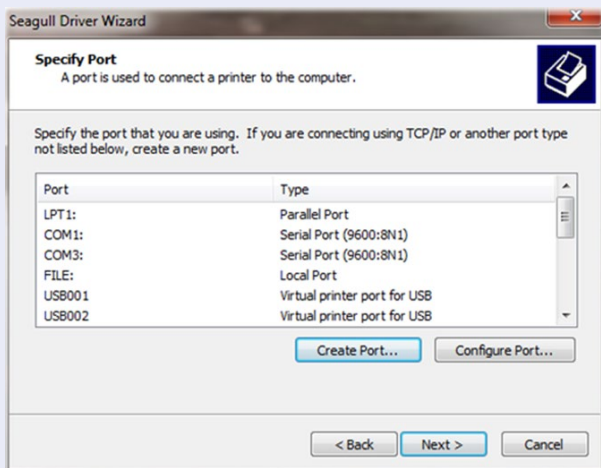 Seagull Driver Wizard
Specify Port
A port is used to connect a printer to the computer.
Specify the port that you are using. If you are connecting using TCP/IP or another port type
not listed below, create a new port.
Port Type
LPT1: Parallel Port
COM1: Serial Port (9600:8N1)
COM3: Serial Port (9600:8N1)
FILE: Local Port
USB001 Virtual printer port for USB
USB002 Virtual printer port for USB
Create Port... Configure Port...
< Back Next > Cancel